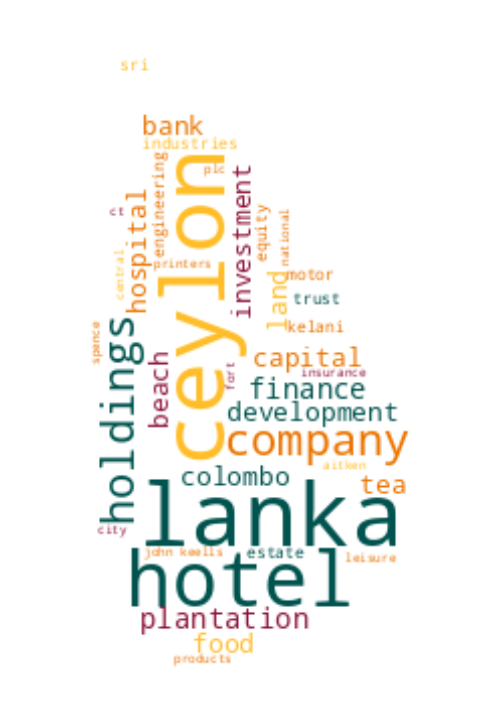 sri
bank
industries
plc
engineering
ceylon
investment
hospital
ct
equity
national
central
printers
motor
land
trust
kelani
holdings
spence
beach
fort
capital
insurance
finance
development
company
aitken
colombo
tea
lanka
city
john keells
estate
leisure
hotel
plantation
food
products